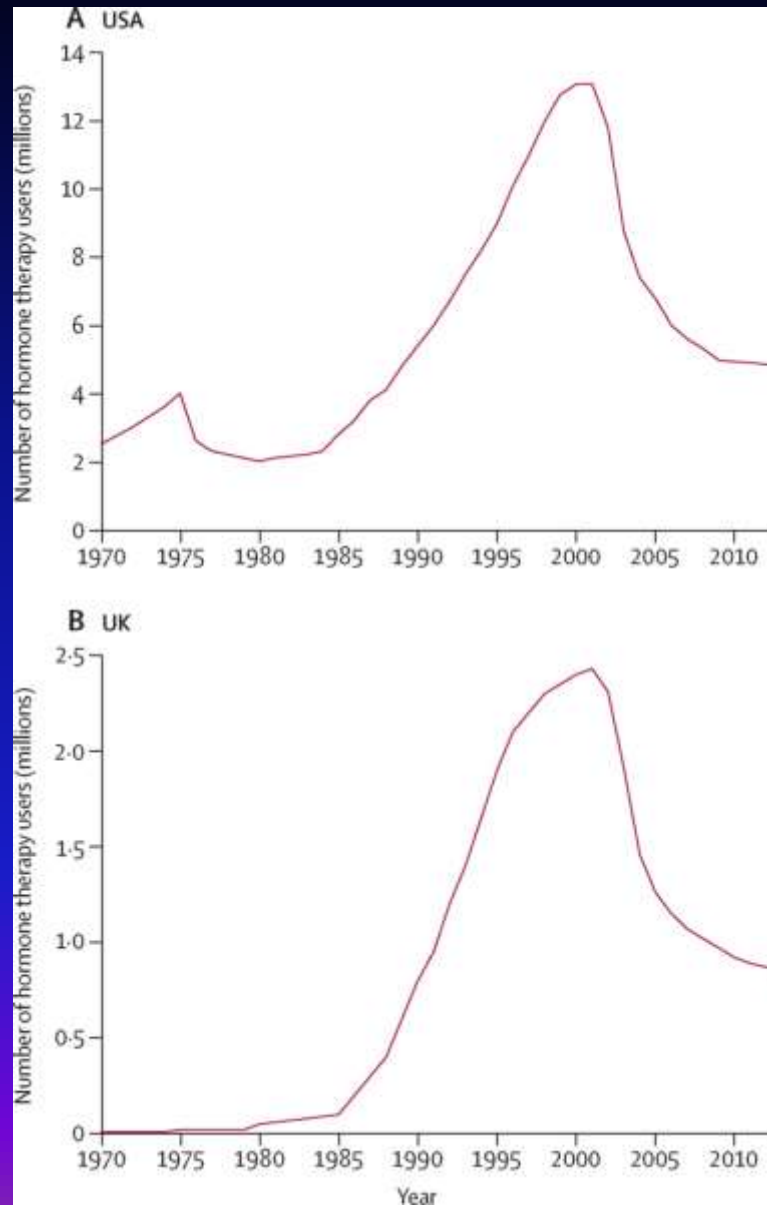 A USA
Number of hormone therapy users (millions)
14
12
10
8
6
4
2
0
1970 1975 1980 1985 1990 1995 2000 2005 2010
B UK
Number of hormone therapy users (millions)
2·5
2·0
1·5
1·0
0·5
0
1970 1975 1980 1985 1990 1995 2000 2005 2010
Year